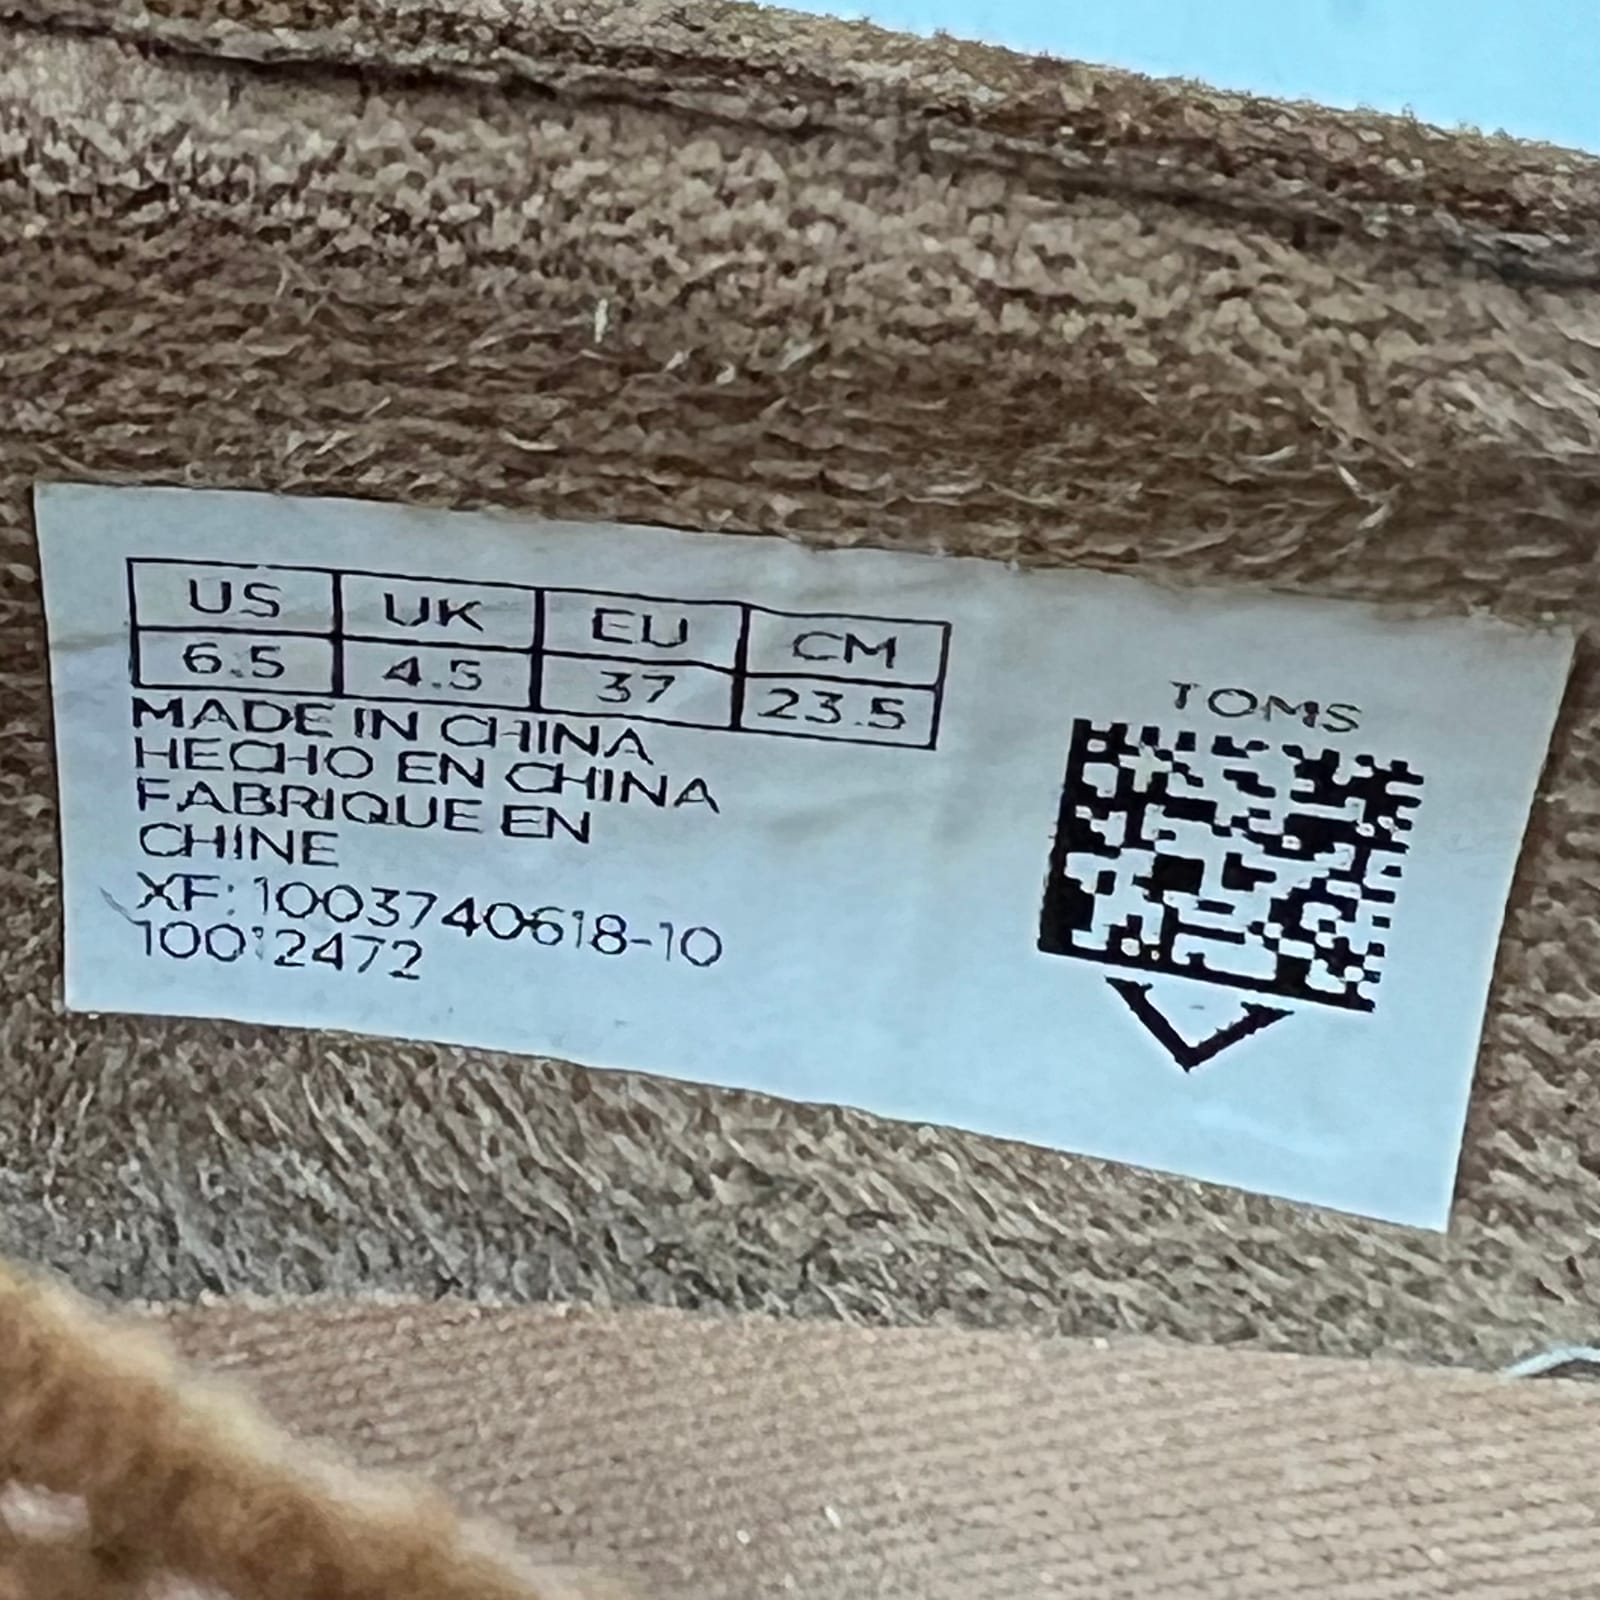 US UK EU CM
6.5 4.5 37 23.5
MADE IN CHINA
HECHO EN CHINA
FABRIQUE EN
CHINE
XF: 1003740618-10
10012472
TOMS